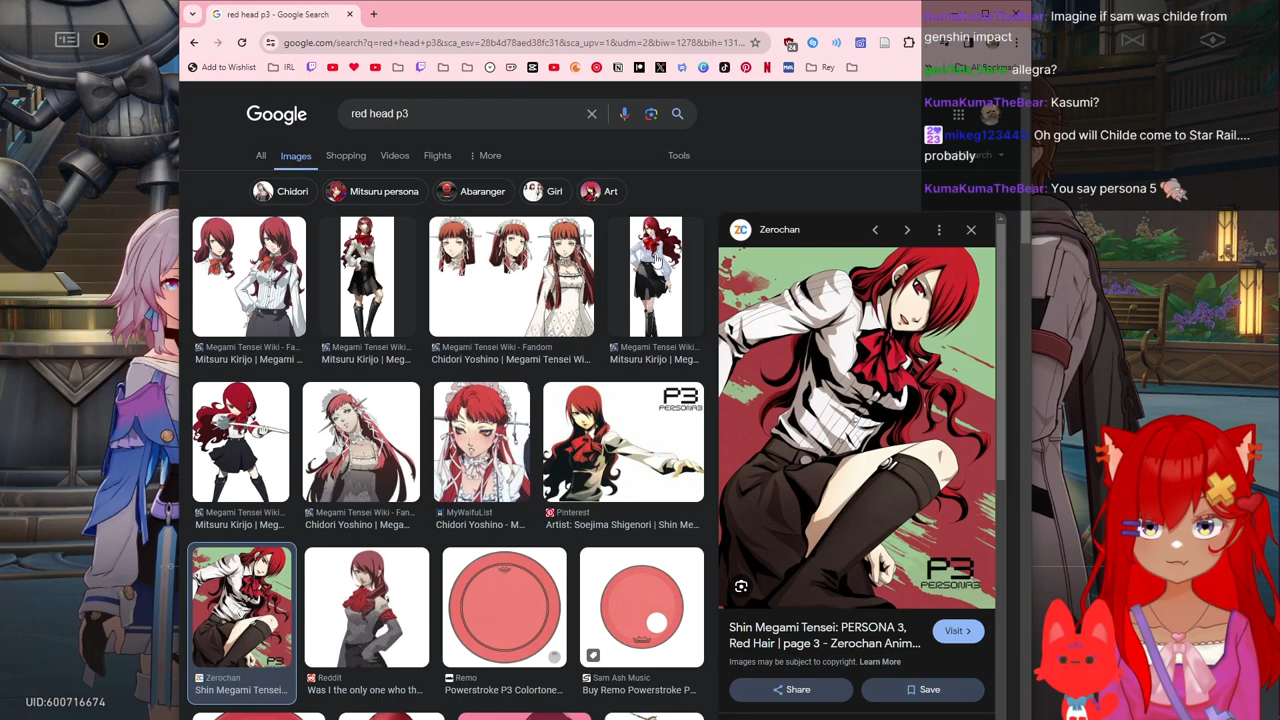 red head p3 - Google Search
google.com/search?q=red+head+p3&sca_esv=28b4d78aed38fc31&sca_upv=1&udm=2&biw=1278&bih=131...
24
Add to Wishlist
IRL
Rey
Google
red head p3
All
Images
Shopping
Videos
Flights
More
Tools
Chidori
Mitsuru persona
Abaranger
Girl
Art
Megami Tensei Wiki - Fa...
Mitsuru Kirijo | Megami ...
Megami Tensei Wiki...
Mitsuru Kirijo | Meg...
Megami Tensei Wiki - Fandom
Chidori Yoshino | Megami Tensei Wi...
Megami Tensei Wiki...
Mitsuru Kirijo | Meg...
P3
PERSONA3
Megami Tensei Wiki...
Mitsuru Kirijo | Meg...
Megami Tensei Wiki - Fan...
Chidori Yoshino | Mega...
MyWaifuList
Chidori Yoshino - M...
Pinterest
Artist: Soejima Shigenori | Shin Me...
Zerochan
Shin Megami Tensei...
Reddit
Was I the only one who th...
Remo
Powerstroke P3 Colortone...
Sam Ash Music
Buy Remo Powerstroke P...
ZC
Zerochan
P3
PERSONA3
Shin Megami Tensei: PERSONA 3,
Red Hair | page 3 - Zerochan Anim...
Visit
Images may be subject to copyright. Learn More
Share
Save
KumaKumaTheBear: Imagine if sam was childe from
genshin impact
allegra?
KumaKumaTheBear: Kasumi?
Oh god will Childe come to Star Rail....
probably
KumaKumaTheBear: You say persona 5
L
UID:600716674